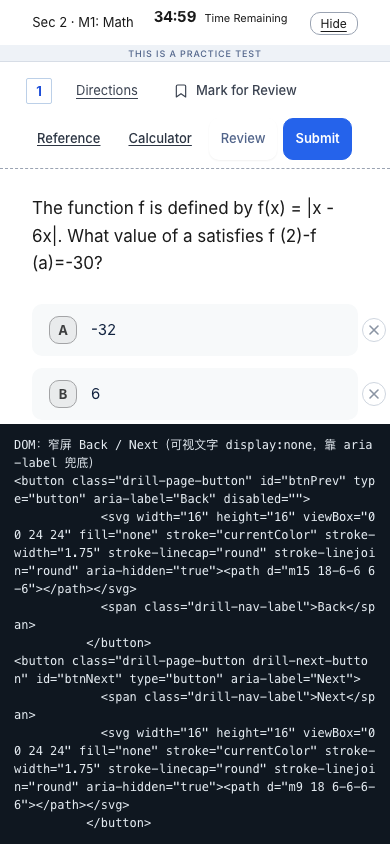 Sec 2 · M1: Math 34:59 Time Remaining Hide
THIS IS A PRACTICE TEST
1 Directions Mark for Review
Reference Calculator Review Submit
The function f is defined by f(x) = |x -
6x|. What value of a satisfies f (2)-f
(a)=-30?
A -32
B 6
DOM: 窄屏 Back / Next (可视文字 display:none, 靠 aria
-label 兜底)
<button class="drill-page-button" id="btnPrev" typ
e="button" aria-label="Back" disabled="">
<svg width="16" height="16" viewBox="0
0 24 24" fill="none" stroke="currentColor" stroke-
width="1.75" stroke-linecap="round" stroke-linejoi
n="round" aria-hidden="true"><path d="m15 18-6-6 6
-6"></path></svg>
<span class="drill-nav-label">Back</sp
an>
</button>
<button class="drill-page-button drill-next-butto
n" id="btnNext" type="button" aria-label="Next">
<span class="drill-nav-label">Next</sp
an>
<svg width="16" height="16" viewBox="0
0 24 24" fill="none" stroke="currentColor" stroke-
width="1.75" stroke-linecap="round" stroke-linejoi
n="round" aria-hidden="true"><path d="m9 18 6-6-6-
6"></path></svg>
</button>